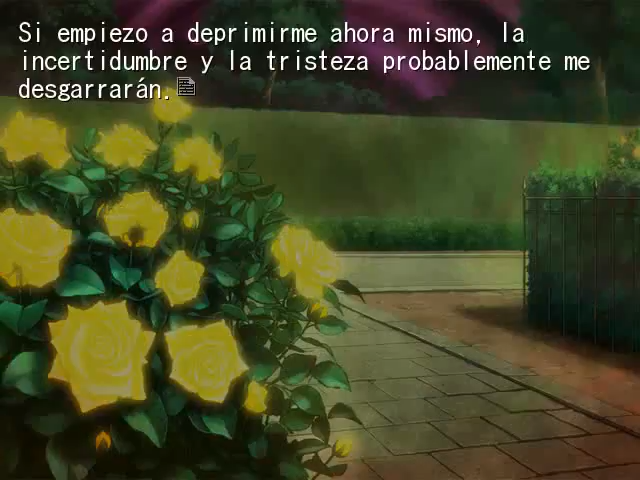 Si empiezo a deprimirme ahora mismo, la
incertidumbre y la tristeza probablemente me
desgarrarán.